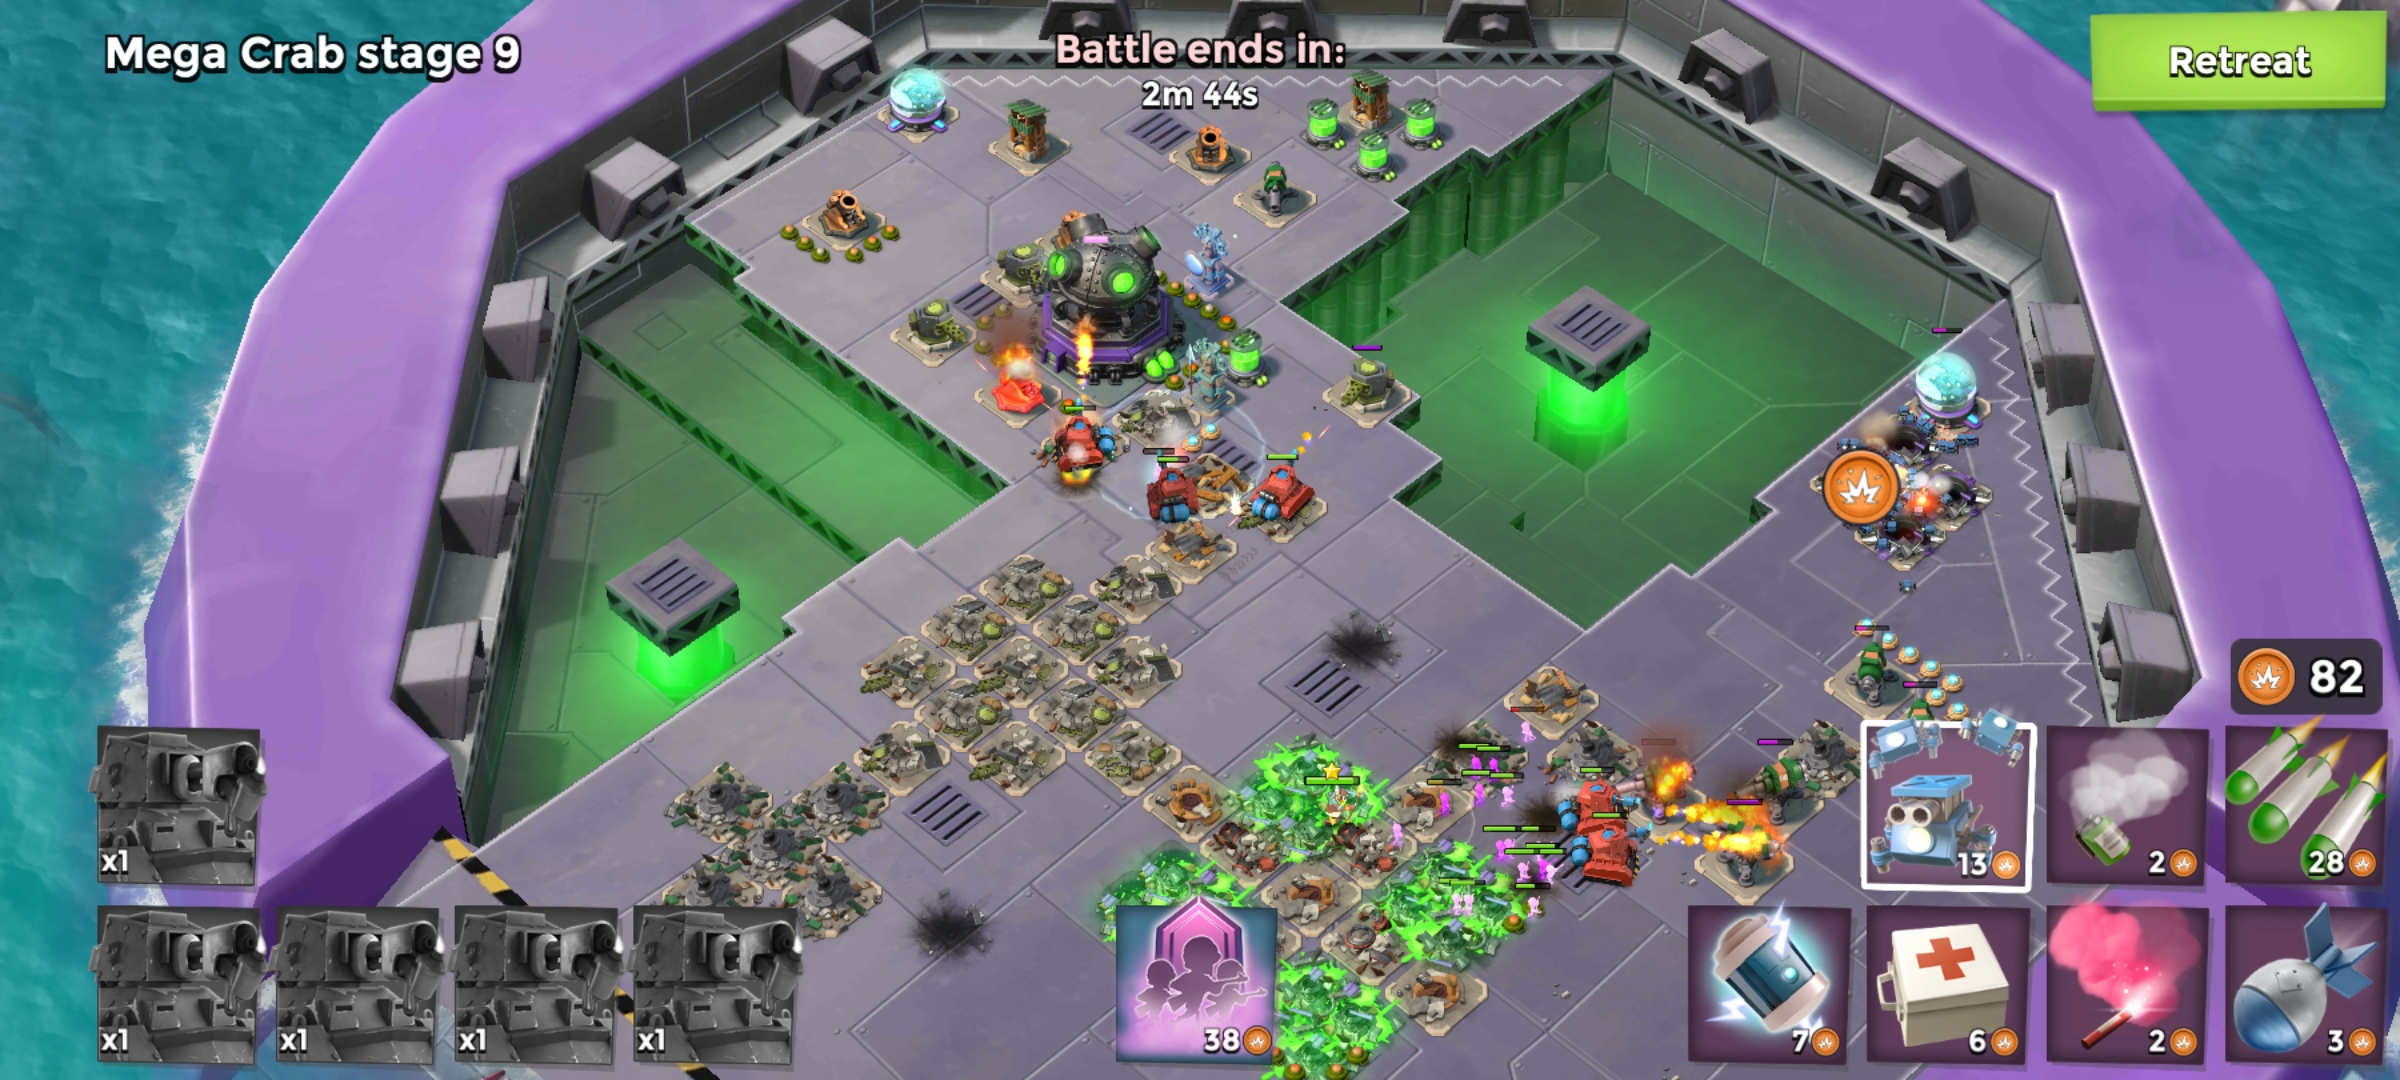 Mega Crab stage 9
Battle ends in:
2m 44s
Retreat
82
x1
13
2
28
x1
x1
x1
x1
38
7
6
2
3